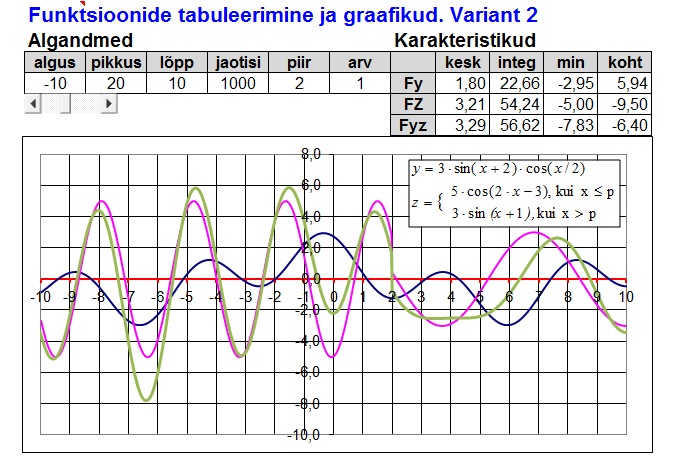 Funktsioonide tabuleerimine ja graafikud. Variant 2
Algandmed Karakteristikud
algus pikkus lõpp jaotisi piir arv kesk integ min koht
-10 20 10 1000 2 1 Fy 1,80 22,66 -2,95 5,94
FZ 3,21 54,24 -5,00 -9,50
Fyz 3,29 56,62 -7,83 -6,40
8,0
y = 3·sin(x+2)·cos(x/2)
6,0
z = { 5·cos(2·x−3), kui x ≤ p
3·sin (x+1), kui x > p
4,0
2,0
0,0
-10 -9 -8 -7 -6 -5 -4 -3 -2 -1 0 1 2 3 4 5 6 7 8 9 10
-2,0
-4,0
-6,0
-8,0
-10,0